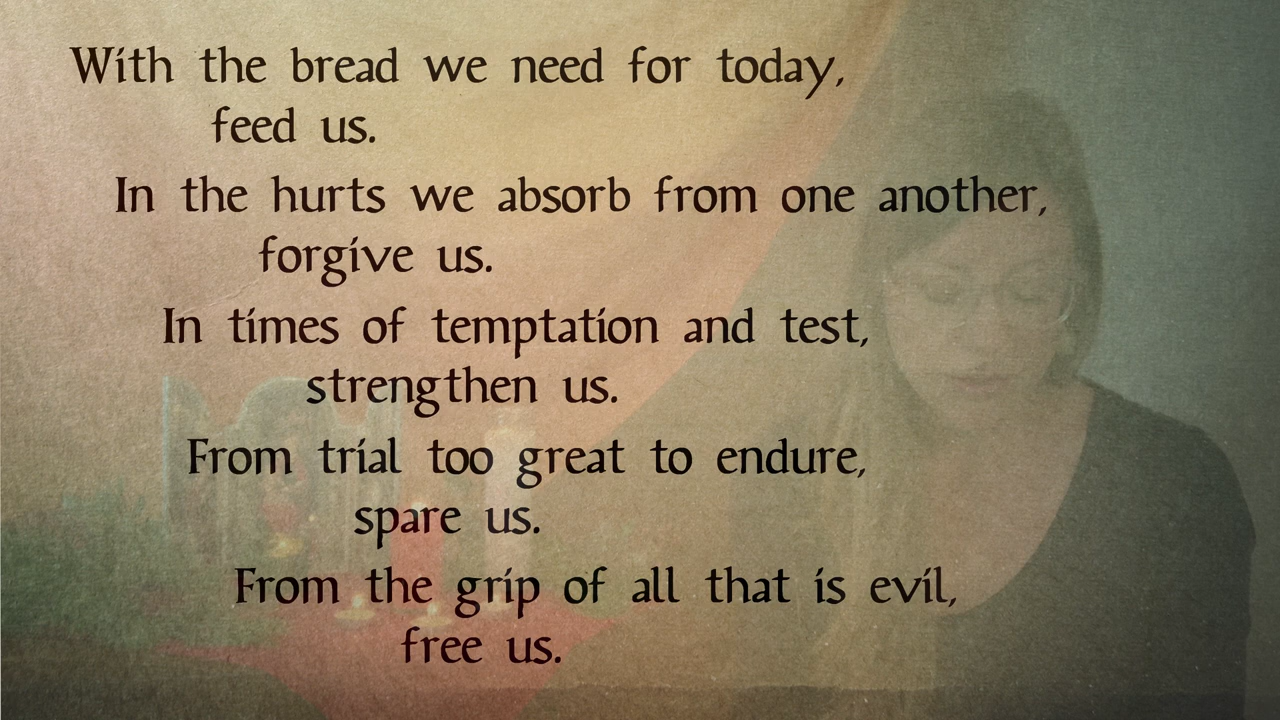 With the bread we need for today,
feed us.
In the hurts we absorb from one another,
forgive us.
In times of temptation and test,
strengthen us.
From trial too great to endure,
spare us.
From the grip of all that is evil,
free us.